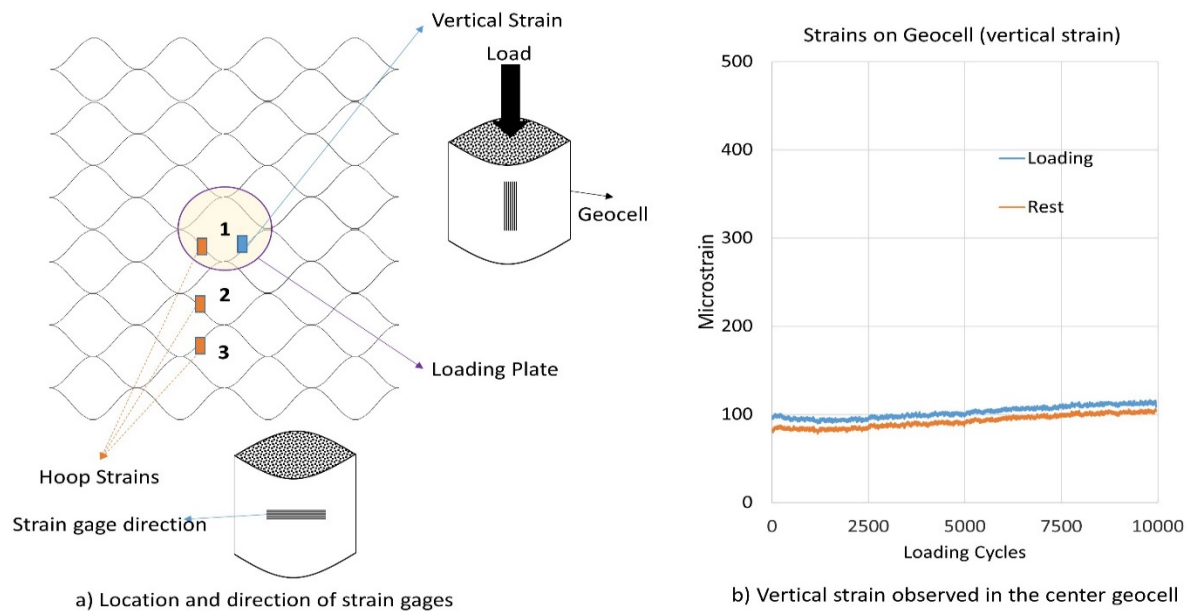 Vertical Strain
Load
Geocell
1
2
3
Loading Plate
Hoop Strains
Strain gage direction
a) Location and direction of strain gages
Strains on Geocell (vertical strain)
500
400
300
200
100
0
Microstrain
Loading
Rest
0 2500 5000 7500 10000
Loading Cycles
b) Vertical strain observed in the center geocell